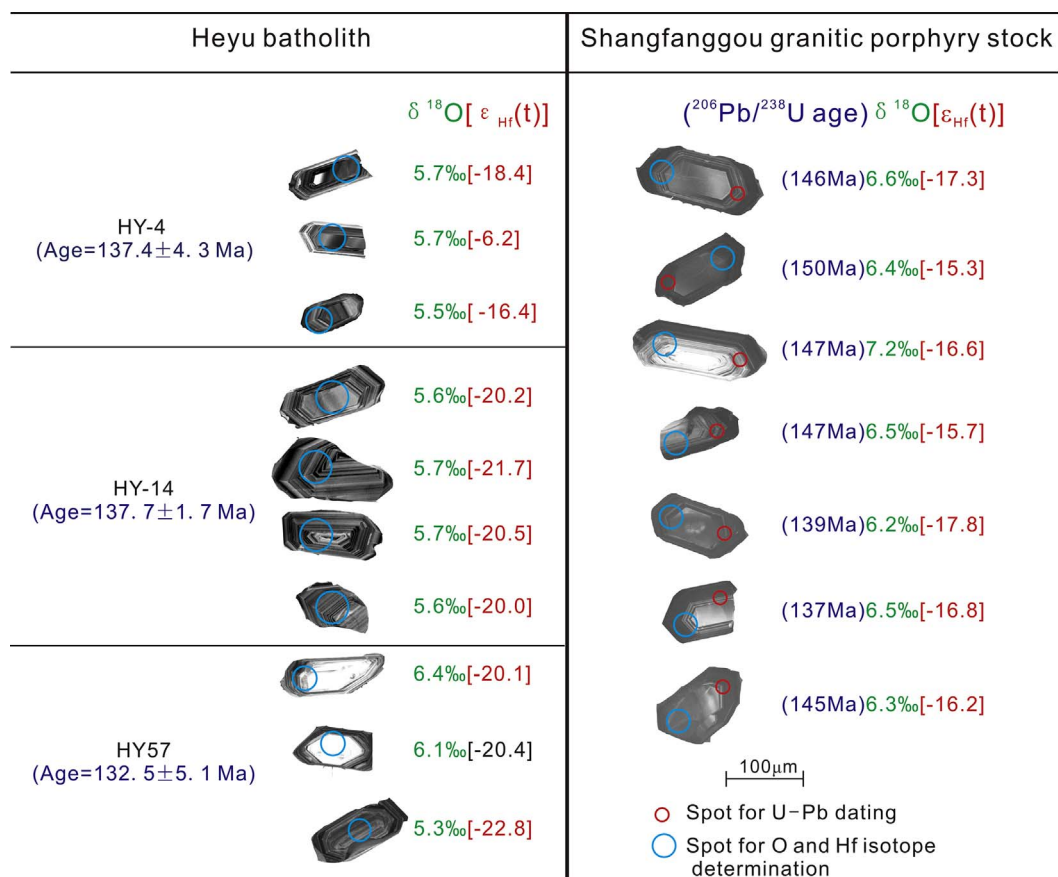 Heyu batholith
δ ¹⁸O[ ε Hf(t)]
HY-4
(Age=137.4±4. 3 Ma)
5.7‰[-18.4]
5.7‰[-6.2]
5.5‰[ -16.4]
HY-14
(Age=137. 7±1. 7 Ma)
5.6‰[-20.2]
5.7‰[-21.7]
5.7‰[-20.5]
5.6‰[-20.0]
HY57
(Age=132. 5±5. 1 Ma)
6.4‰[-20.1]
6.1‰[-20.4]
5.3‰[-22.8]
Shangfanggou granitic porphyry stock
(²⁰⁶Pb/²³⁸U age) δ ¹⁸O[εHf(t)]
(146Ma)6.6‰[-17.3]
(150Ma)6.4‰[-15.3]
(147Ma)7.2‰[-16.6]
(147Ma)6.5‰[-15.7]
(139Ma)6.2‰[-17.8]
(137Ma)6.5‰[-16.8]
(145Ma)6.3‰[-16.2]
100μm
Spot for U-Pb dating
Spot for O and Hf isotope
determination